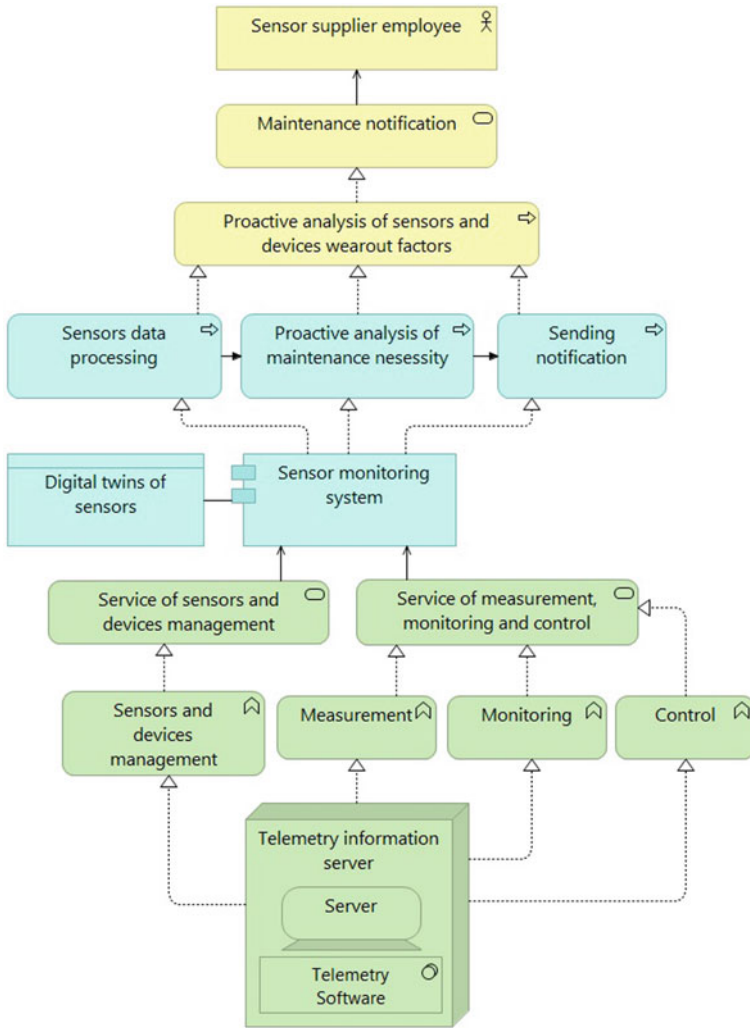 Sensor supplier employee
Maintenance notification
Proactive analysis of sensors and
devices wearout factors
Sensors data
processing
Proactive analysis of
maintenance nesessity
Sending
notification
Digital twins of
sensors
Sensor monitoring
system
Service of sensors and
devices management
Service of measurement,
monitoring and control
Sensors and
devices
management
Measurement
Monitoring
Control
Telemetry information
server
Server
Telemetry
Software